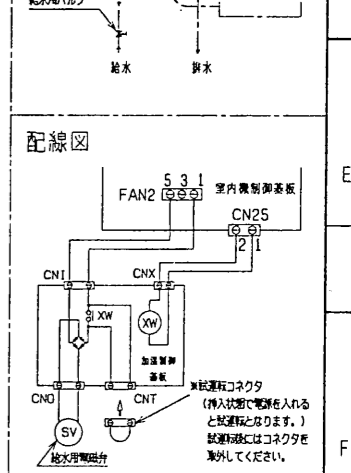 給水用バルブ
給水
排水
配線図
E
FAN2
5 3 1
室内機制御基板
CN25
2 1
CNI
CNX
XW
XW
加湿制御
基板
CNO
CNT
※試運転コネクタ
(挿入状態で電源を入れる
と試運転となります。)
試運転後にはコネクタを
取外してください。
SV
給水用電磁弁
F